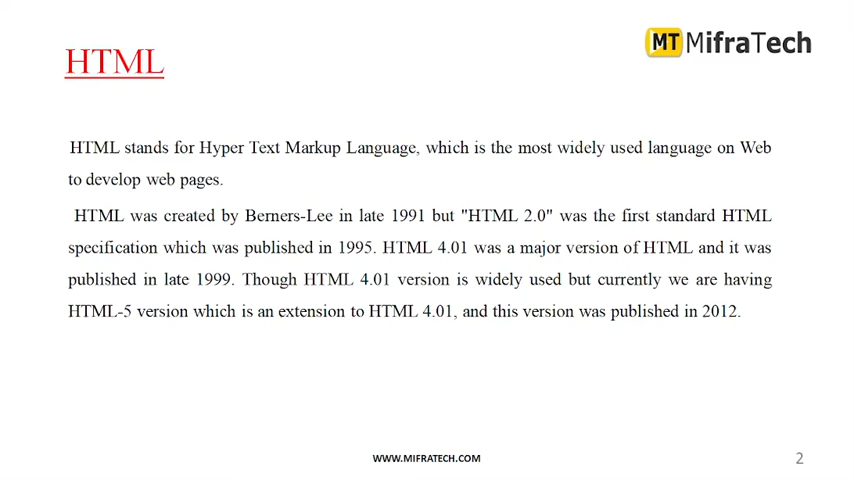 HTML
MT MifraTech
HTML stands for Hyper Text Markup Language, which is the most widely used language on Web
to develop web pages.
HTML was created by Berners-Lee in late 1991 but "HTML 2.0" was the first standard HTML
specification which was published in 1995. HTML 4.01 was a major version of HTML and it was
published in late 1999. Though HTML 4.01 version is widely used but currently we are having
HTML-5 version which is an extension to HTML 4.01, and this version was published in 2012.
WWW.MIFRATECH.COM
2